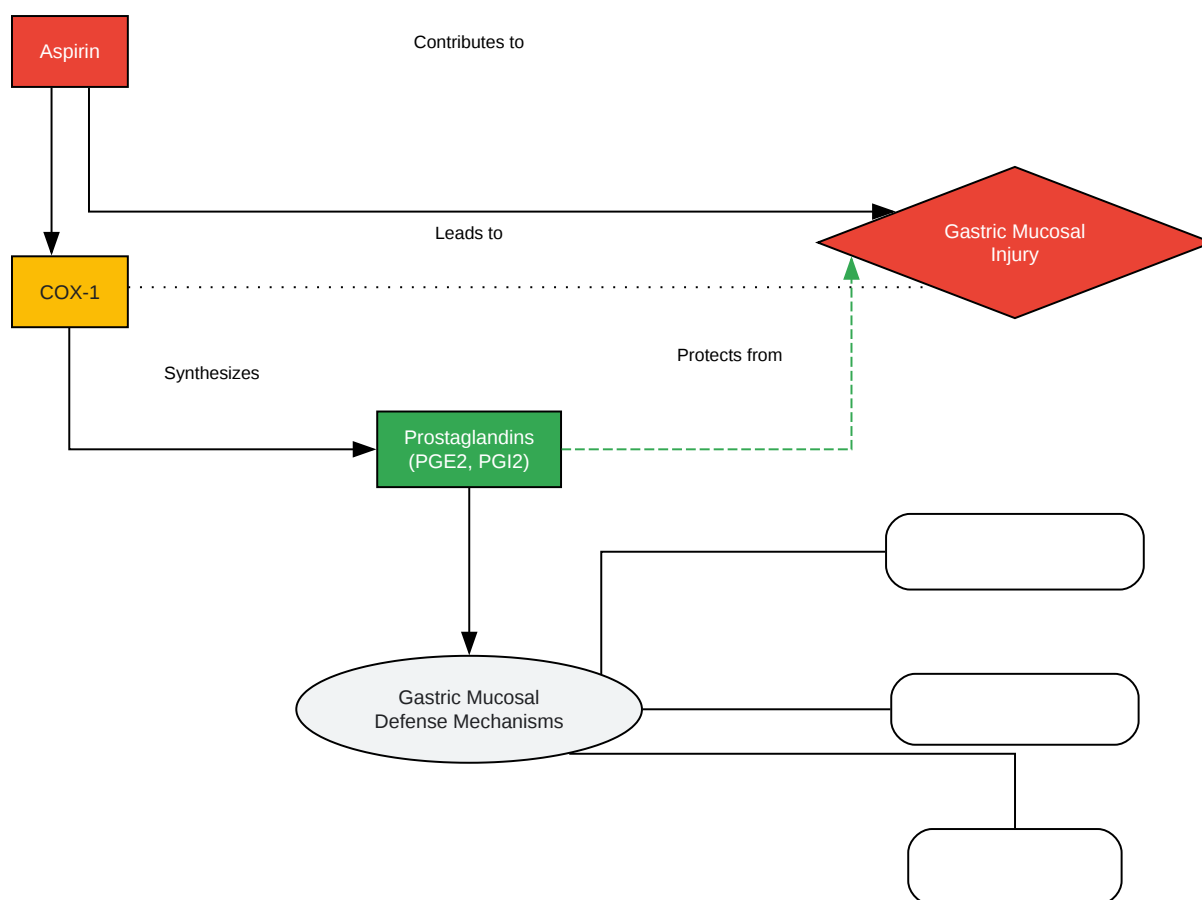 Aspirin
Contributes to
Gastric Mucosal
Injury
Leads to
COX-1
Protects from
Synthesizes
Prostaglandins
(PGE2, PGI2)
Gastric Mucosal
Defense Mechanisms